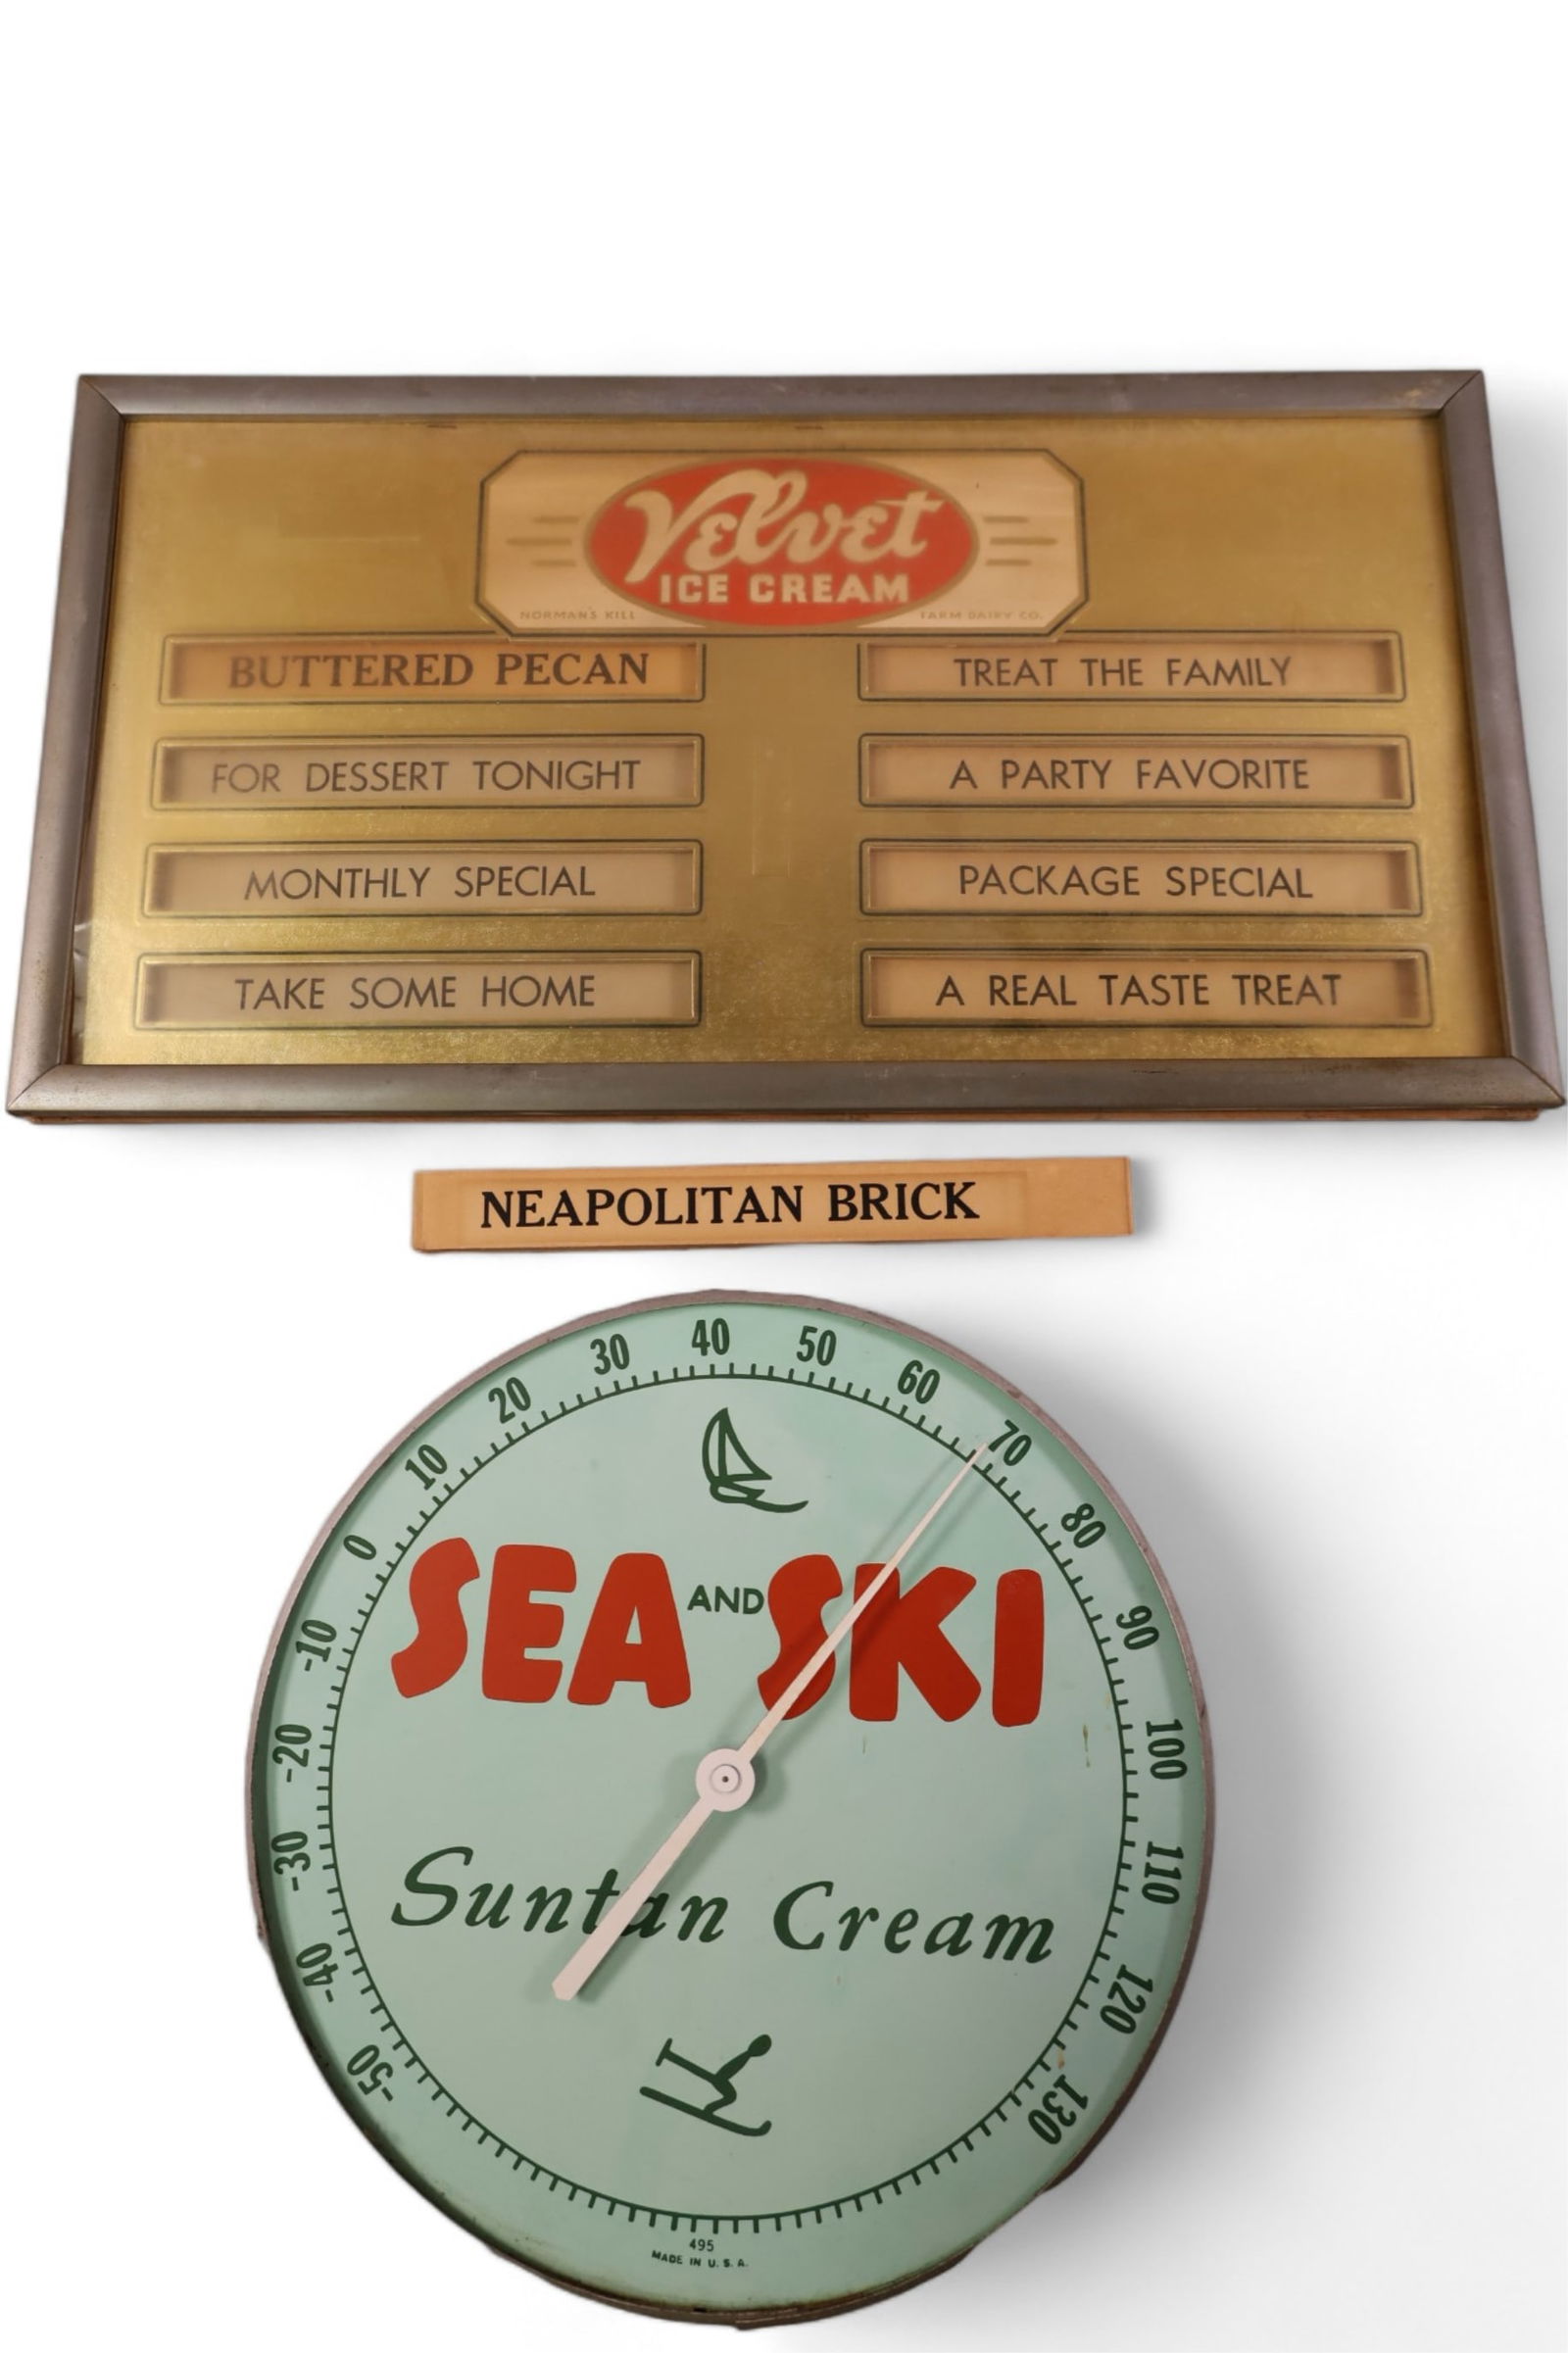 Velvet
ICE CREAM
NORMAN'S KILL FARM DAIRY CO.
BUTTERED PECAN
TREAT THE FAMILY
FOR DESSERT TONIGHT
A PARTY FAVORITE
MONTHLY SPECIAL
PACKAGE SPECIAL
TAKE SOME HOME
A REAL TASTE TREAT
NEAPOLITAN BRICK
-50 -40 -30 -20 -10 0 10 20 30 40 50 60 70 80 90 100 110 120 130
SEA AND SKI
Suntan Cream
495
MADE IN U.S.A.